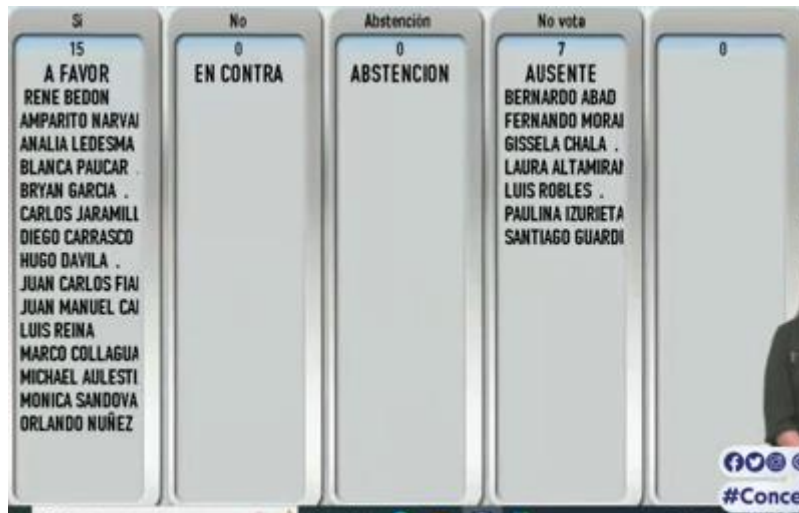 Si
15
A FAVOR
RENE BEDON
AMPARITO NARVAI
ANALIA LEDESMA
BLANCA PAUCAR .
BRYAN GARCIA .
CARLOS JARAMILL
DIEGO CARRASCO
HUGO DAVILA .
JUAN CARLOS FIAI
JUAN MANUEL CAI
LUIS REINA
MARCO COLLAGUA
MICHAEL AULESTI
MONICA SANDOVA
ORLANDO NUÑEZ
No
0
EN CONTRA
Abstención
0
ABSTENCION
No vota
7
AUSENTE
BERNARDO ABAD
FERNANDO MORAI
GISSELA CHALA .
LAURA ALTAMIRAN
LUIS ROBLES .
PAULINA IZURIETA
SANTIAGO GUARDI
0
#Conce